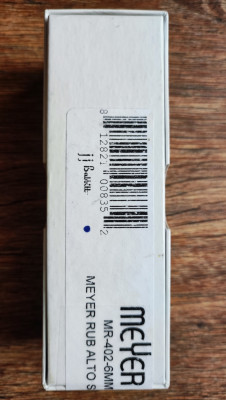 8 12821 00835 2
jj Babbitt
MEYER
MR-402-6MM
MEYER RUB ALTO S